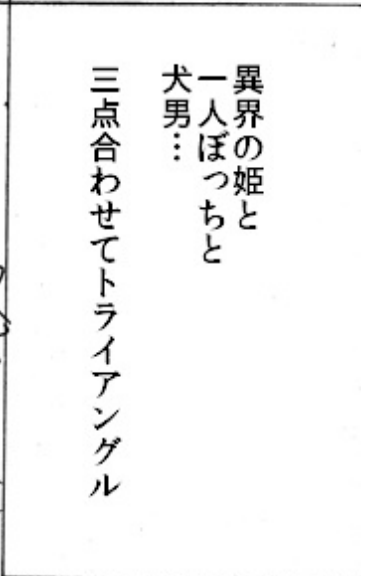 異界の姫と
一人ぼっちと
犬男…
三点合わせてトライアングル